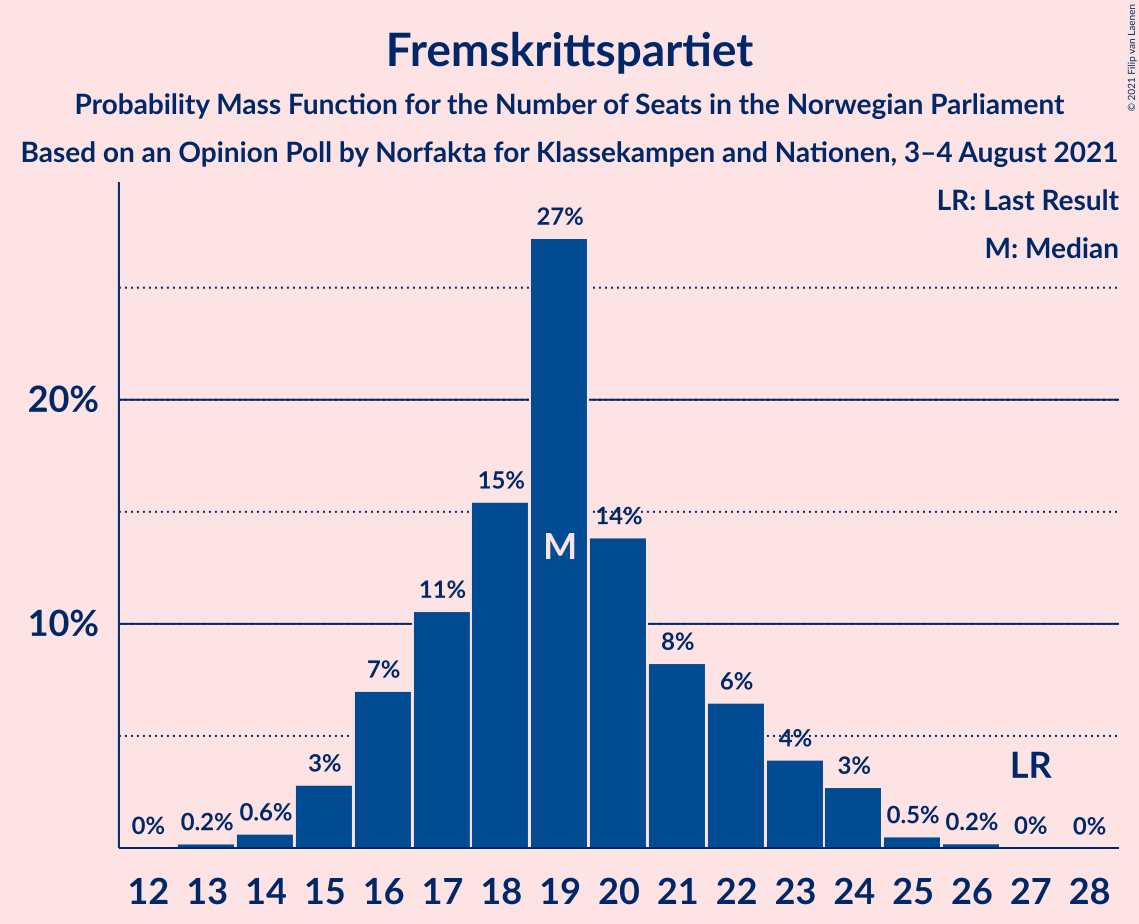 Fremskrittspartiet
Probability Mass Function for the Number of Seats in the Norwegian Parliament
Based on an Opinion Poll by Norfakta for Klassekampen and Nationen, 3–4 August 2021
© 2021 Filip van Laenen
LR: Last Result
M: Median
27%
20%
15%
14%
M
11%
10%
8%
7%
6%
4%
3%
3%
LR
0% 0.2% 0.6% 0.5% 0.2% 0% 0%
12 13 14 15 16 17 18 19 20 21 22 23 24 25 26 27 28